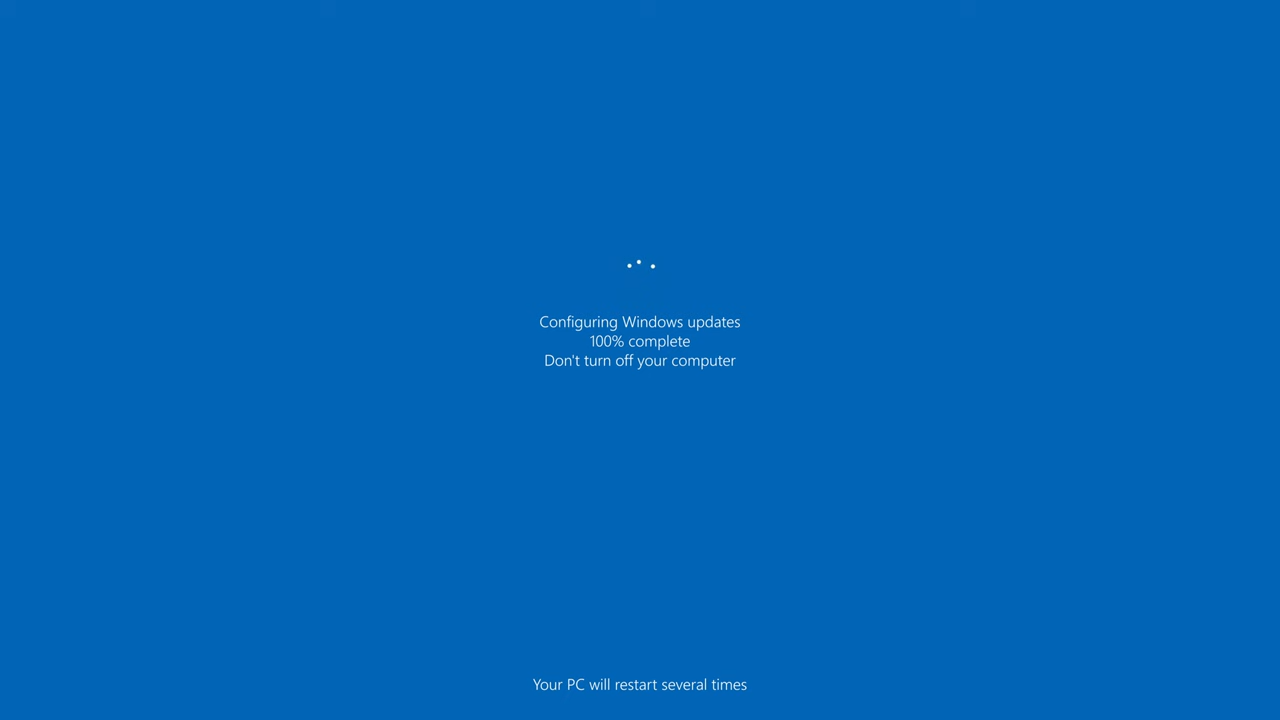 Configuring Windows updates
100% complete
Don't turn off your computer
Your PC will restart several times